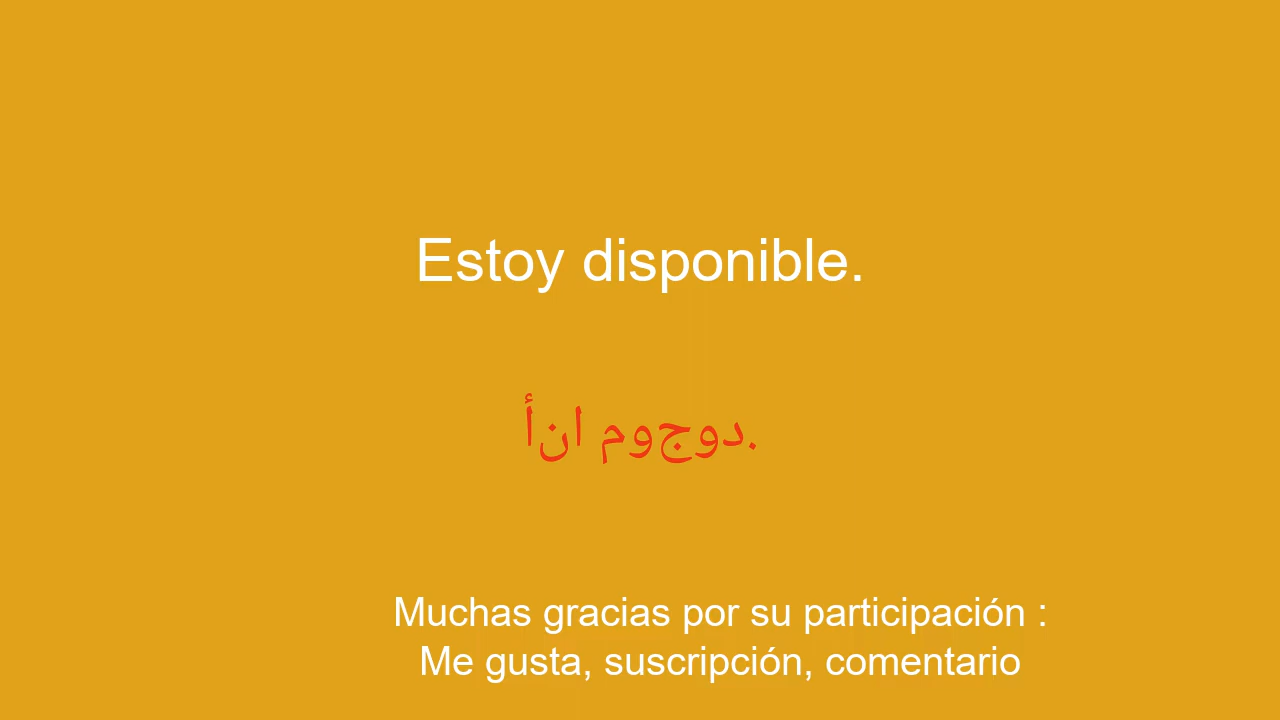 Estoy disponible.
أنا موجود.
Muchas gracias por su participación :
Me gusta, suscripción, comentario